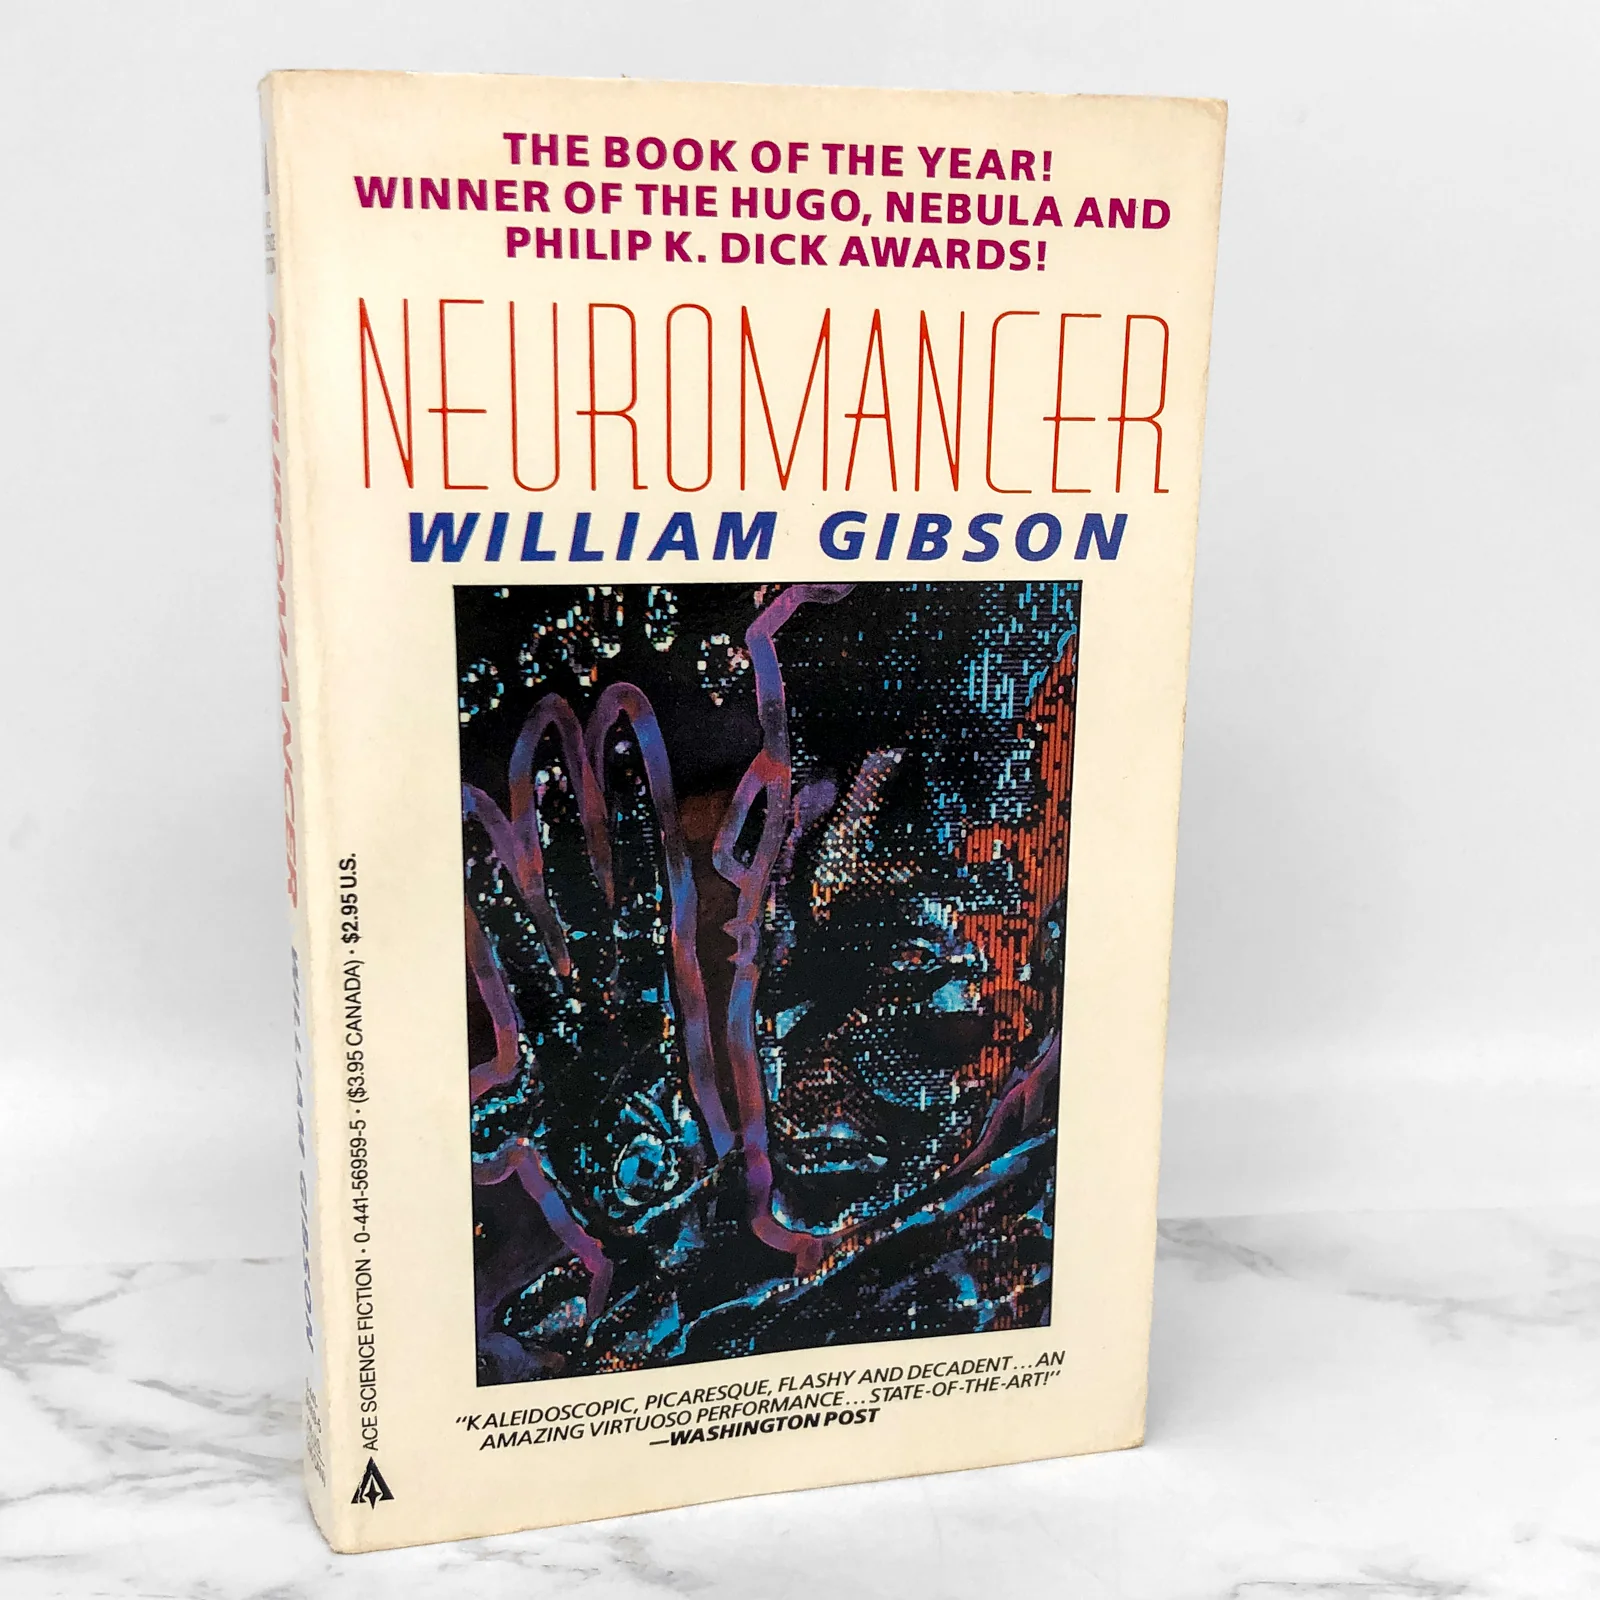 THE BOOK OF THE YEAR!
WINNER OF THE HUGO, NEBULA AND
PHILIP K. DICK AWARDS!
NEUROMANCER
WILLIAM GIBSON
"KALEIDOSCOPIC, PICARESQUE, FLASHY AND DECADENT...AN
AMAZING VIRTUOSO PERFORMANCE...STATE-OF-THE-ART!"
—WASHINGTON POST
ACE SCIENCE FICTION • 0-441-56959-5 • ($3.95 CANADA) • $2.95 U.S.
NEUROMANCER WILLIAM GIBSON